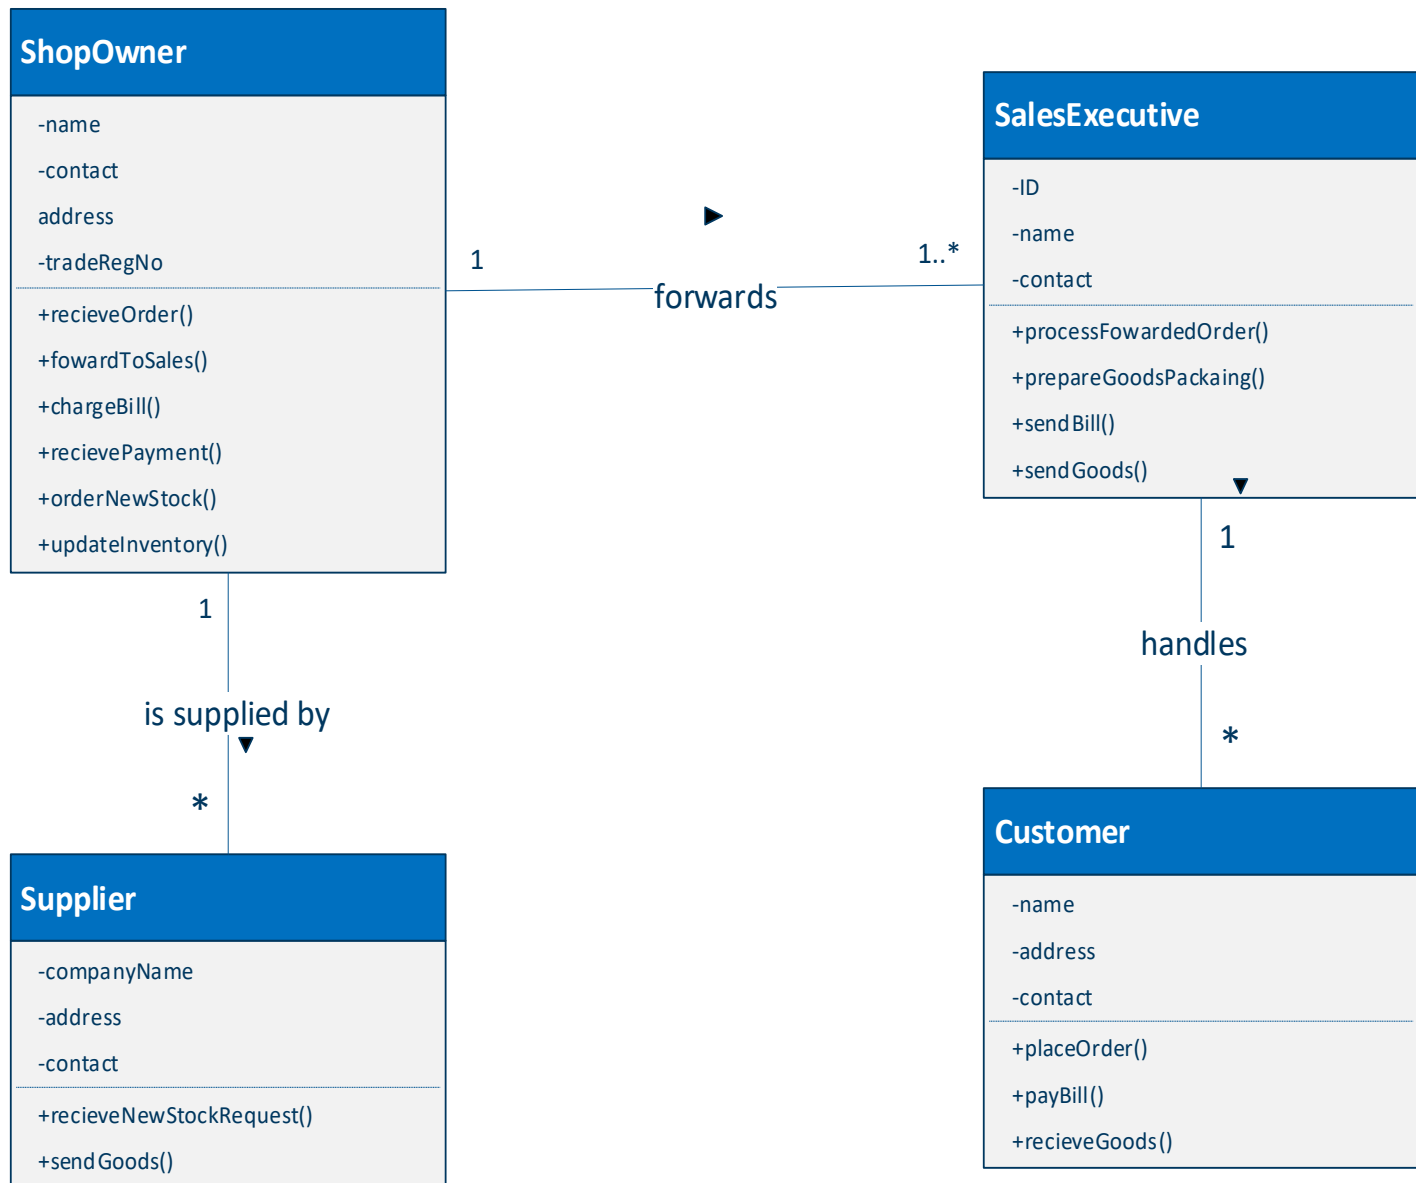 ShopOwner
-name
-contact
address
-tradeRegNo
+recieveOrder()
+fowardToSales()
+chargeBill()
+recievePayment()
+orderNewStock()
+updateInventory()
1
forwards
1..*
SalesExecutive
-ID
-name
-contact
+processFowardedOrder()
+prepareGoodsPackaing()
+sendBill()
+sendGoods()
1
is supplied by
*
1
handles
*
Supplier
-companyName
-address
-contact
+recieveNewStockRequest()
+sendGoods()
Customer
-name
-address
-contact
+placeOrder()
+payBill()
+recieveGoods()